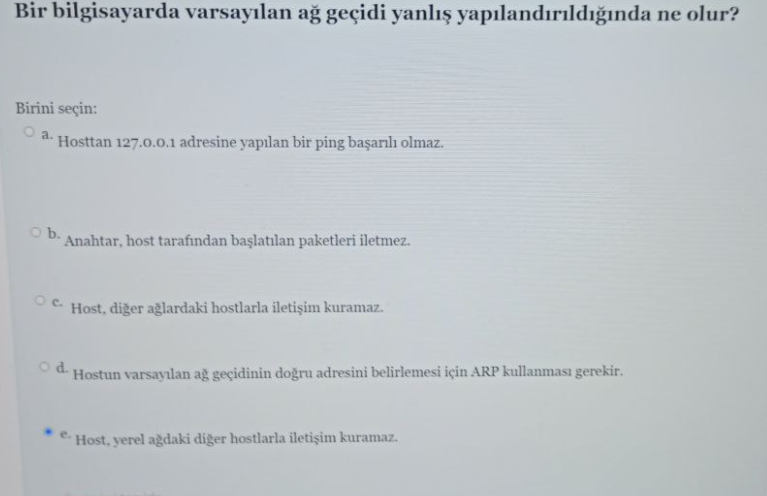 Bir bilgisayarda varsayılan ağ geçidi yanlış yapılandırıldığında ne olur?
Birini seçin:
a. Hosttan 127.0.0.1 adresine yapılan bir ping başarılı olmaz.
b. Anahtar, host tarafından başlatılan paketleri iletmez.
c. Host, diğer ağlardaki hostlarla iletişim kuramaz.
d. Hostun varsayılan ağ geçidinin doğru adresini belirlemesi için ARP kullanması gerekir.
e. Host, yerel ağdaki diğer hostlarla iletişim kuramaz.